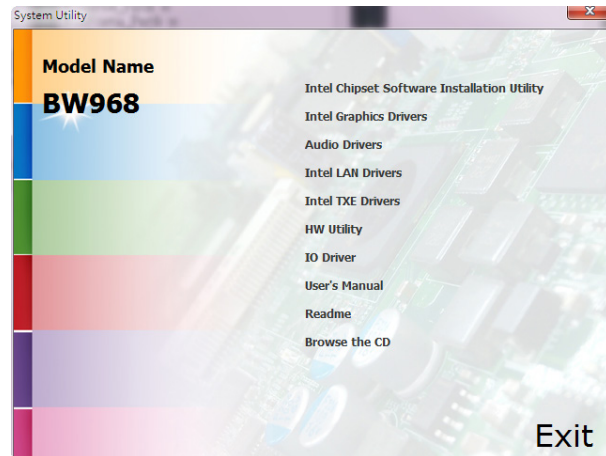 System Utility
Model Name
BW968
Intel Chipset Software Installation Utility
Intel Graphics Drivers
Audio Drivers
Intel LAN Drivers
Intel TXE Drivers
HW Utility
IO Driver
User's Manual
Readme
Browse the CD
Exit